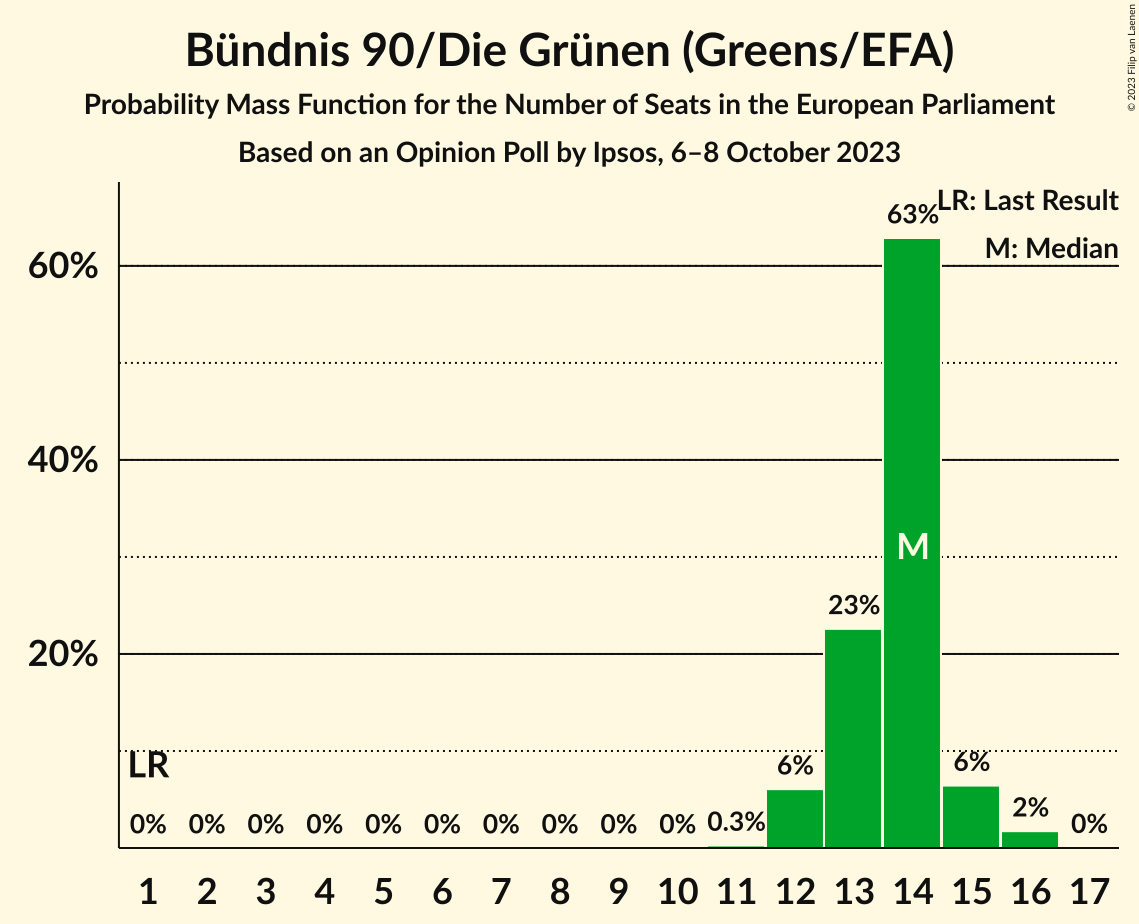 Bündnis 90/Die Grünen (Greens/EFA)
Probability Mass Function for the Number of Seats in the European Parliament
Based on an Opinion Poll by Ipsos, 6–8 October 2023
© 2023 Filip van Laenen
LR: Last Result
M: Median
63%
60%
40%
M
23%
20%
LR
6%
6%
0% 0% 0% 0% 0% 0% 0% 0% 0% 0% 0.3% 2% 0%
1 2 3 4 5 6 7 8 9 10 11 12 13 14 15 16 17